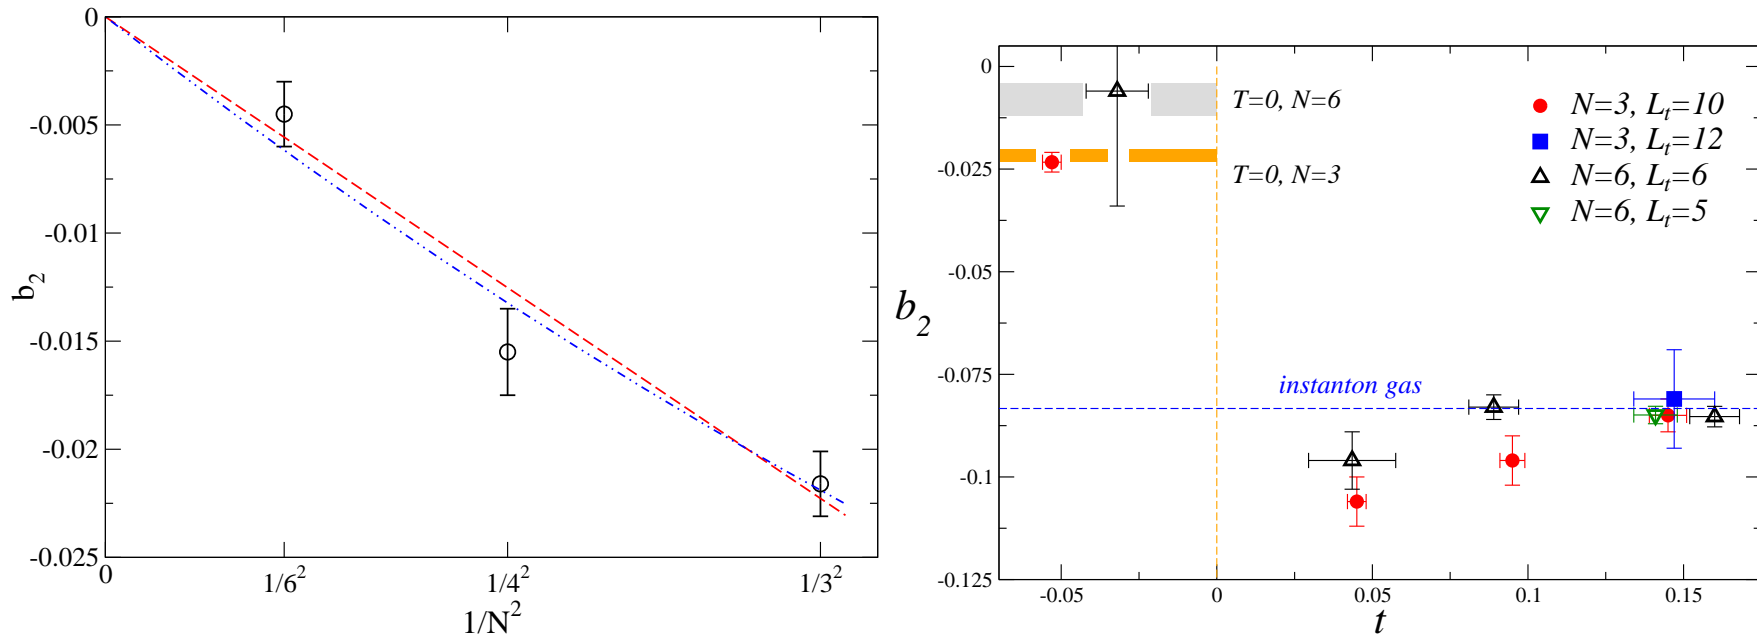 0
-0.005
-0.01
-0.015
-0.02
-0.025
b₂
0
1/6²
1/4²
1/3²
1/N²
0
-0.025
-0.05
-0.075
-0.1
-0.125
b₂
T=0, N=6
T=0, N=3
instanton gas
N=3, Lₜ=10
N=3, Lₜ=12
N=6, Lₜ=6
N=6, Lₜ=5
-0.05
0
0.05
0.1
0.15
t